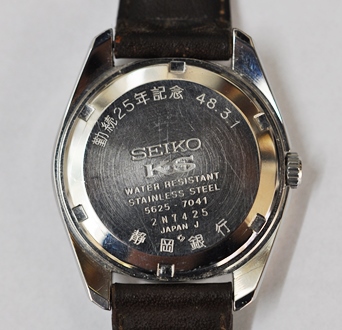 勤続25年記念 48.3.1
SEIKO
KS
WATER RESISTANT
STAINLESS STEEL
5625-7041
2N7425
JAPAN J
静岡銀行